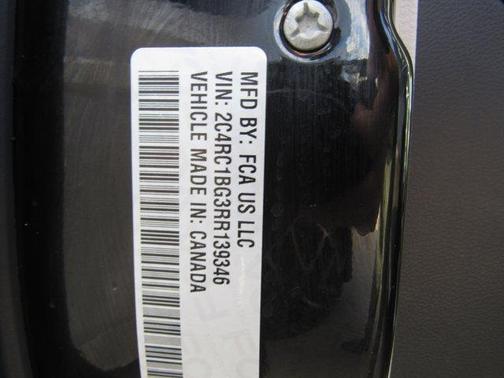 MFD BY: FCA US LLC
VIN: 2C4RC1BG3RR139346
VEHICLE MADE IN: CANADA